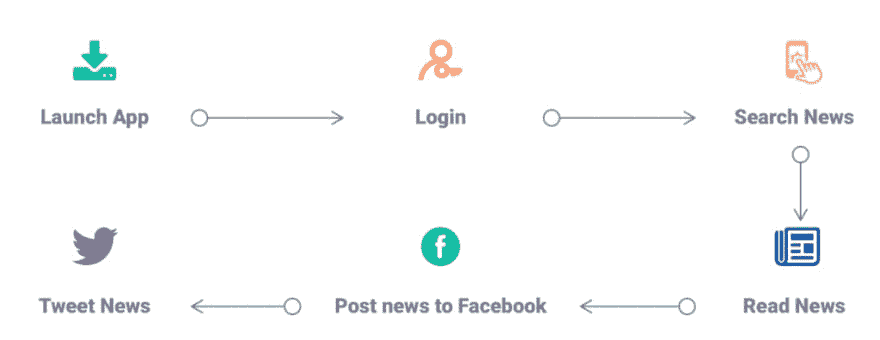 Launch App
Login
Search News
Tweet News
Post news to Facebook
Read News